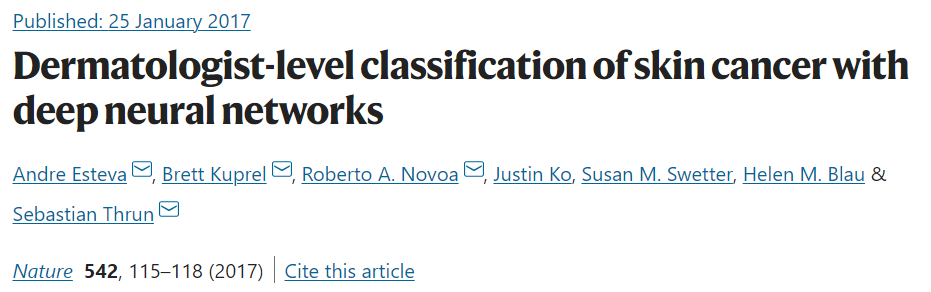 Published: 25 January 2017
Dermatologist-level classification of skin cancer with
deep neural networks
Andre Esteva, Brett Kuprel, Roberto A. Novoa, Justin Ko, Susan M. Swetter, Helen M. Blau &
Sebastian Thrun
Nature 542, 115–118 (2017) | Cite this article